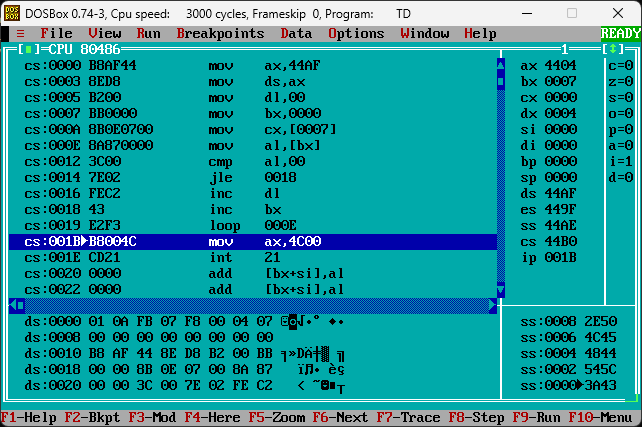 DOSBox 0.74-3, Cpu speed: 3000 cycles, Frameskip 0, Program: TD
≡ File View Run Breakpoints Data Options Window Help READY
[■]=CPU 80486 1 [↕]
cs:0000 B8AF44 mov ax,44AF ax 4404 c=0
cs:0003 8ED8 mov ds,ax bx 0007 z=0
cs:0005 B200 mov dl,00 cx 0000 s=0
cs:0007 BB0000 mov bx,0000 dx 0004 o=0
cs:000A 8B0E0700 mov cx,[0007] si 0000 p=0
cs:000E 8A870000 mov al,[bx] di 0000 a=0
cs:0012 3C00 cmp al,00 bp 0000 i=1
cs:0014 7E02 jle 0018 sp 0000 d=0
cs:0016 FEC2 inc dl ds 44AF
cs:0018 43 inc bx es 449F
cs:0019 E2F3 loop 000E ss 44AE
cs:001B►B8004C mov ax,4C00 cs 44B0
cs:001E CD21 int 21 ip 001B
cs:0020 0000 add [bx+si],al
cs:0022 0000 add [bx+si],al
ds:0000 01 0A FB 07 F8 00 04 07 ss:0008 2E50
ds:0008 00 00 00 00 00 00 00 00 ss:0006 4C45
ds:0010 B8 AF 44 8E D8 B2 00 BB ╕»DÄ╪▓ ╗ ss:0004 4844
ds:0018 00 00 8B 0E 07 00 8A 87 ss:0002 545C
ds:0020 00 00 3C 00 7E 02 FE C2 ss:0000►3A43
F1-Help F2-Bkpt F3-Mod F4-Here F5-Zoom F6-Next F7-Trace F8-Step F9-Run F10-Menu